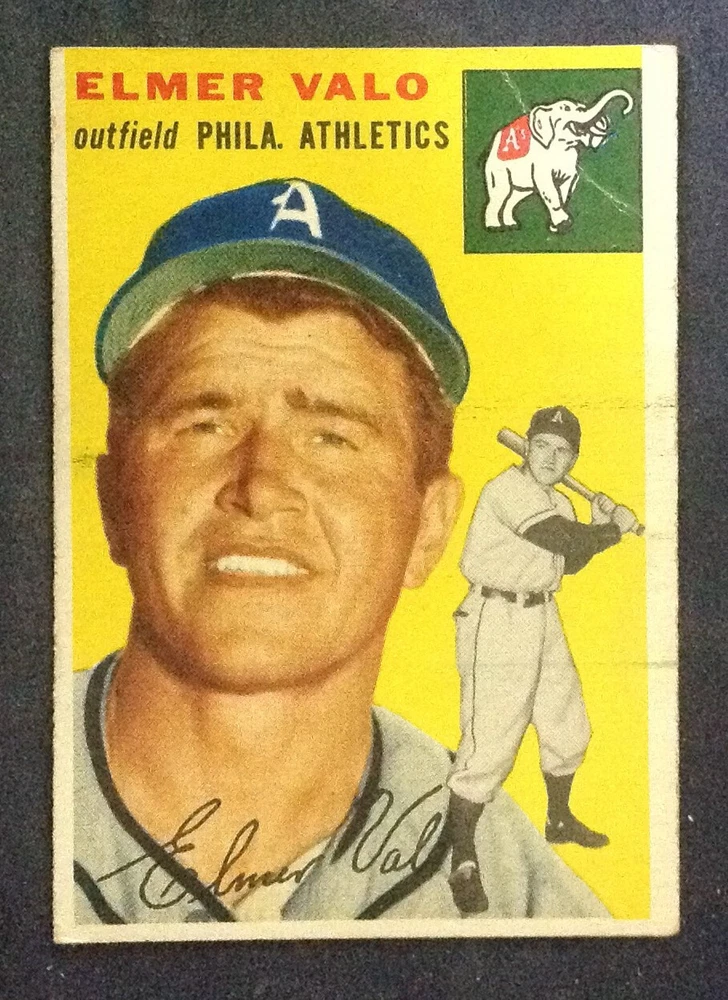 ELMER VALO
outfield PHILA. ATHLETICS
A's
A
A
Elmer Valo